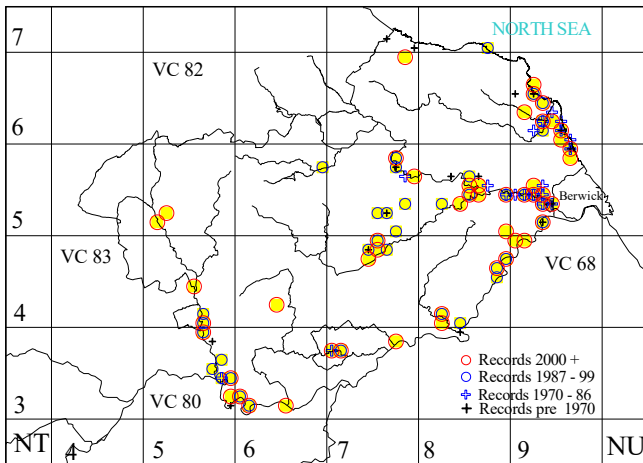 NORTH SEA
7
VC 82
6
Berwick
5
VC 83
VC 68
4
Records 2000 +
Records 1987 - 99
Records 1970 - 86
Records pre 1970
VC 80
3
NT 4 5 6 7 8 9 NU